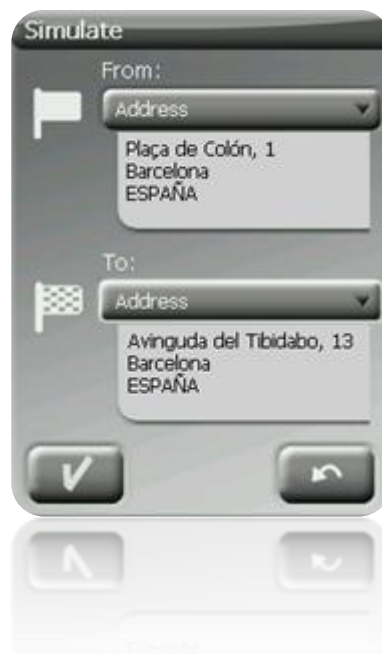 Simulate
From:
Address
Plaça de Colón, 1
Barcelona
ESPAÑA
To:
Address
Avinguda del Tibidabo, 13
Barcelona
ESPAÑA